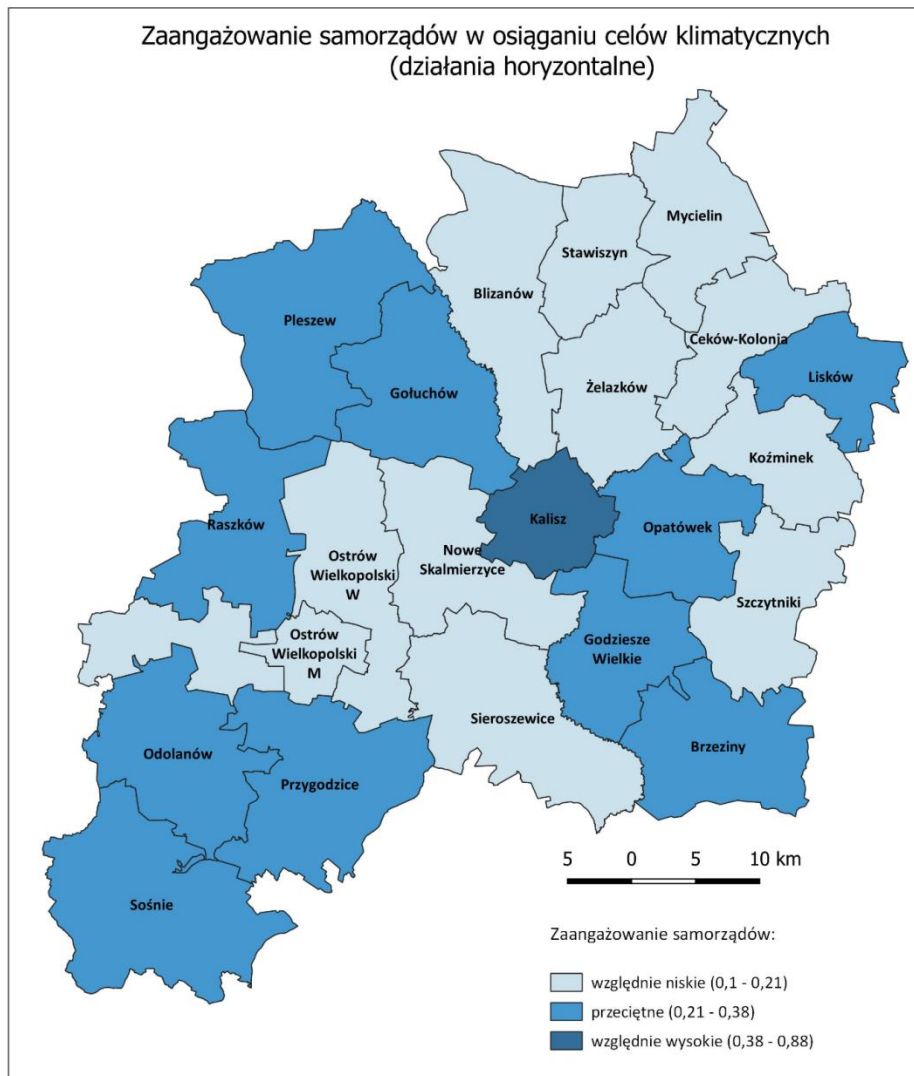 Zaangażowanie samorządów w osiąganiu celów klimatycznych
(działania horyzontalne)
Mycielin
Stawiszyn
Blizanów
Pleszew
Ceków-Kolonia
Lisków
Gołuchów
Żelazków
Koźminek
Kalisz
Opatówek
Raszków
Ostrów
Wielkopolski
W
Nowe
Skalmierzyce
Szczytniki
Ostrów
Wielkopolski
M
Godziesze
Wielkie
Sieroszewice
Brzeziny
Odolanów
Przygodzice
Sośnie
5 0 5 10 km
Zaangażowanie samorządów:
względnie niskie (0,1 - 0,21)
przeciętne (0,21 - 0,38)
względnie wysokie (0,38 - 0,88)